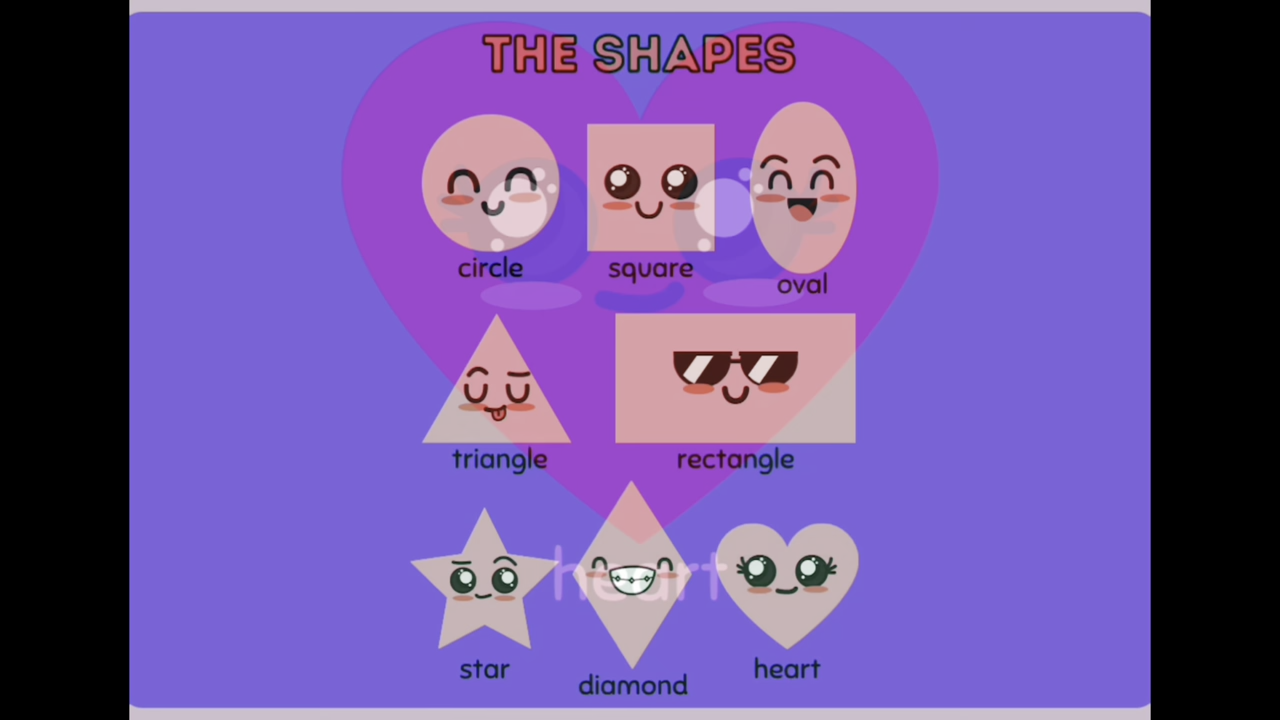 THE SHAPES
circle
square
oval
triangle
rectangle
heart
star
diamond
heart